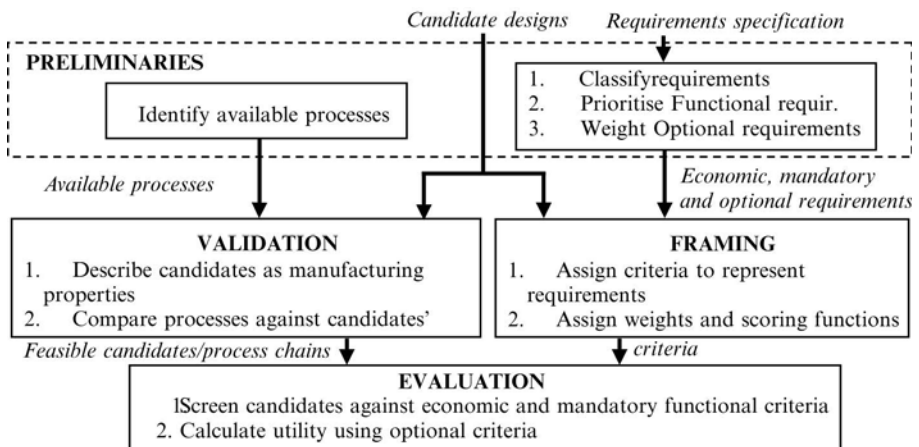 Candidate designs
Requirements specification
PRELIMINARIES
Identify available processes
1. Classifyrequirements
2. Prioritise Functional requir.
3. Weight Optional requirements
Available processes
Economic, mandatory
and optional requirements
VALIDATION
1. Describe candidates as manufacturing
properties
2. Compare processes against candidates’
FRAMING
1. Assign criteria to represent
requirements
2. Assign weights and scoring functions
Feasible candidates/process chains
criteria
EVALUATION
1Screen candidates against economic and mandatory functional criteria
2. Calculate utility using optional criteria